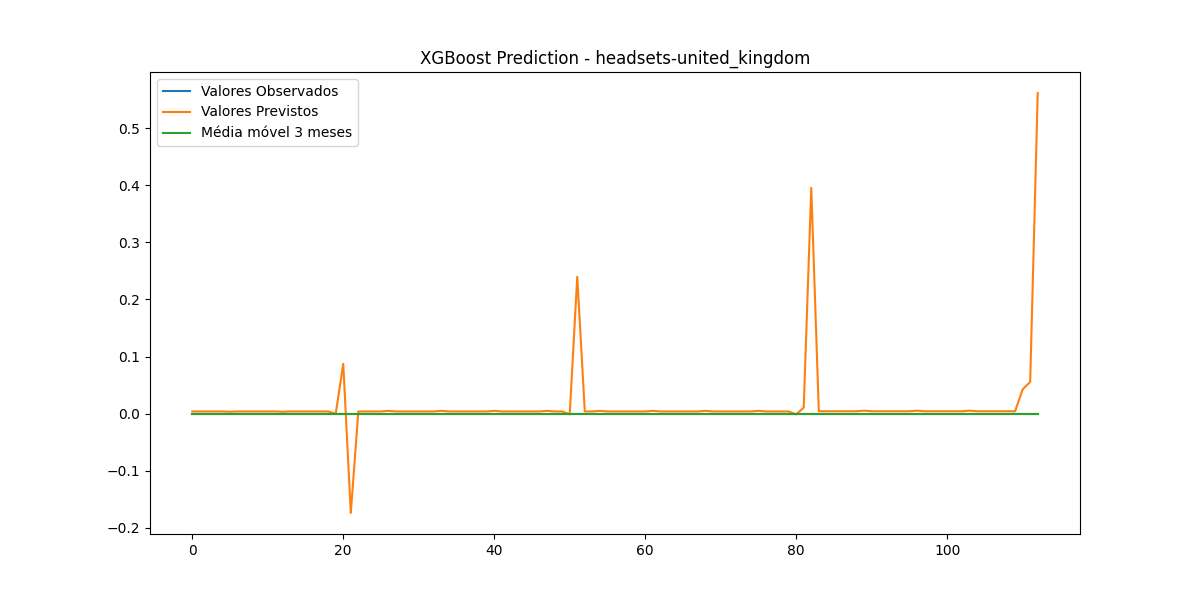 XGBoost Prediction - headsets-united_kingdom
Valores Observados
Valores Previstos
Média móvel 3 meses
0.5
0.4
0.3
0.2
0.1
0.0
−0.1
−0.2
0 20 40 60 80 100